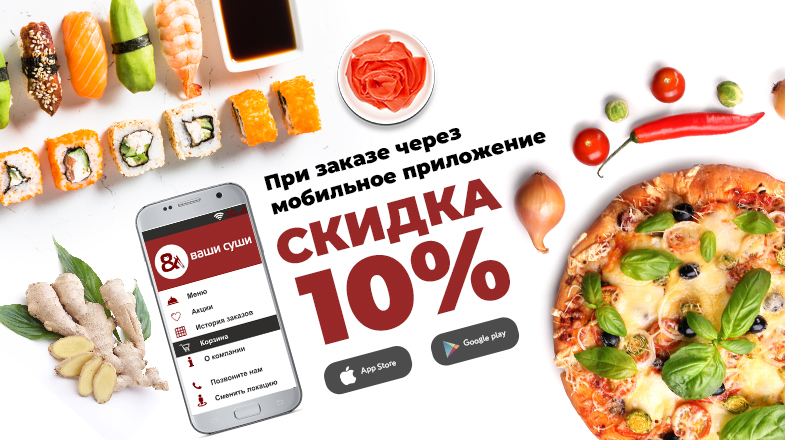 При заказе через
мобильное приложение
СКИДКА
10%
App Store
Google play
ваши суши
Меню
Акции
История заказов
Корзина
О компании
Позвоните нам
Сменить локацию